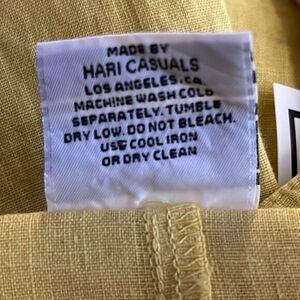 MADE BY
HARI CASUALS
LOS ANGELES.CA
MACHINE WASH COLD
SEPARATELY. TUMBLE
DRY LOW. DO NOT BLEACH.
USE COOL IRON
OR DRY CLEAN